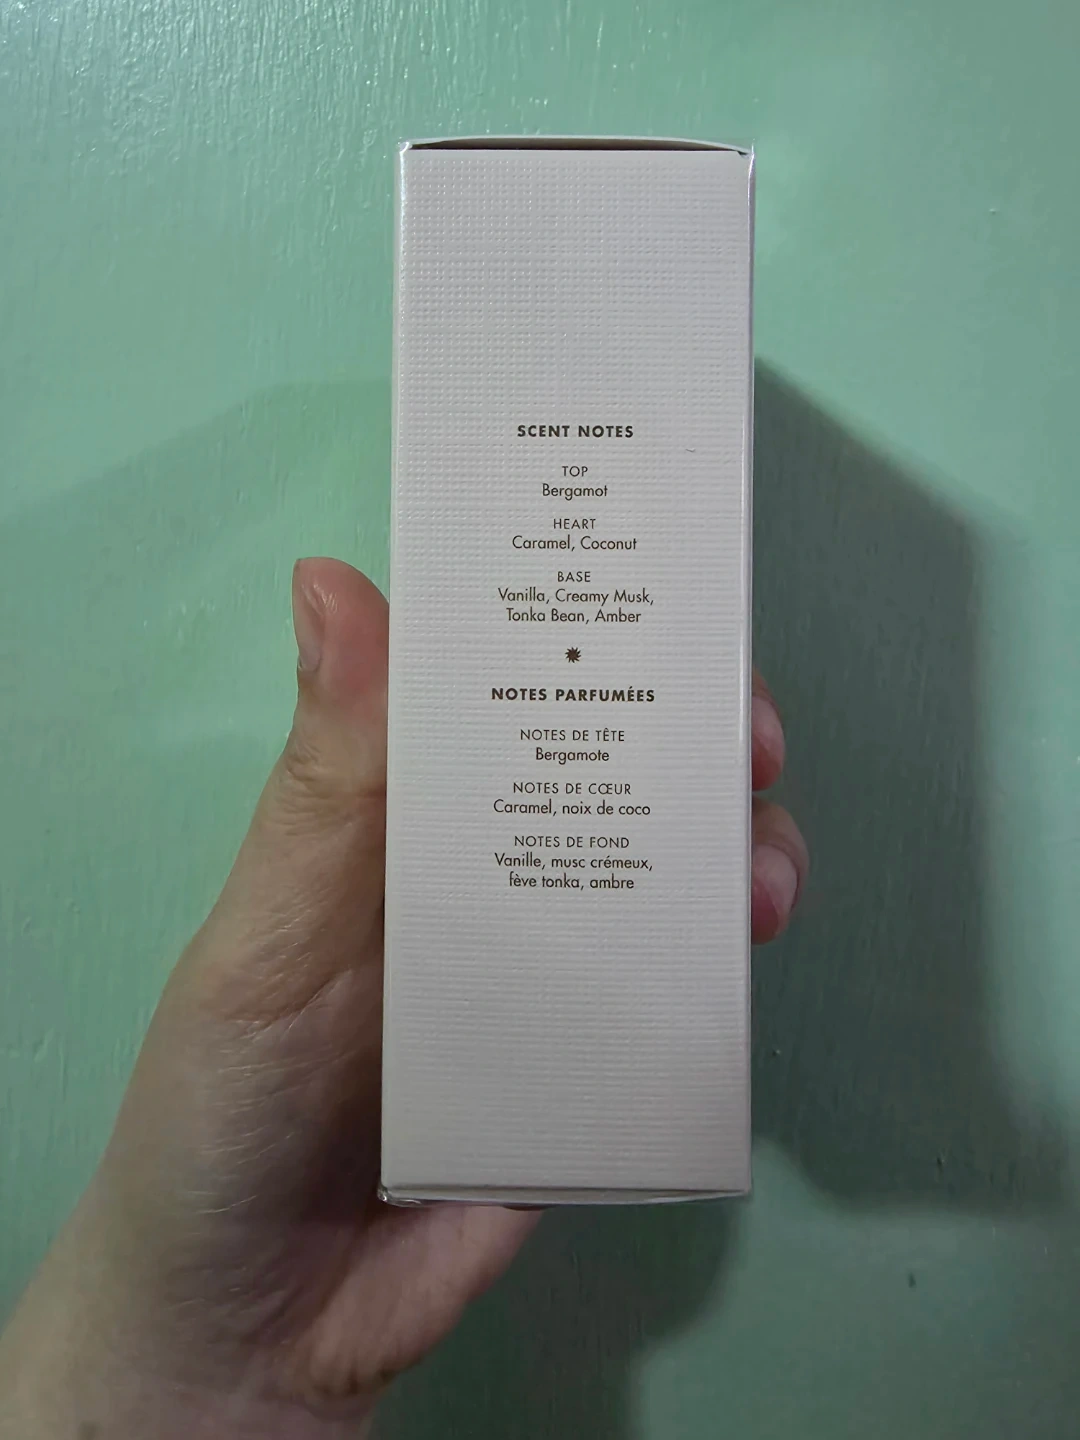 SCENT NOTES
TOP
Bergamot
HEART
Caramel, Coconut
BASE
Vanilla, Creamy Musk,
Tonka Bean, Amber
NOTES PARFUMÉES
NOTES DE TÊTE
Bergamote
NOTES DE CŒUR
Caramel, noix de coco
NOTES DE FOND
Vanille, musc crémeux,
fève tonka, ambre